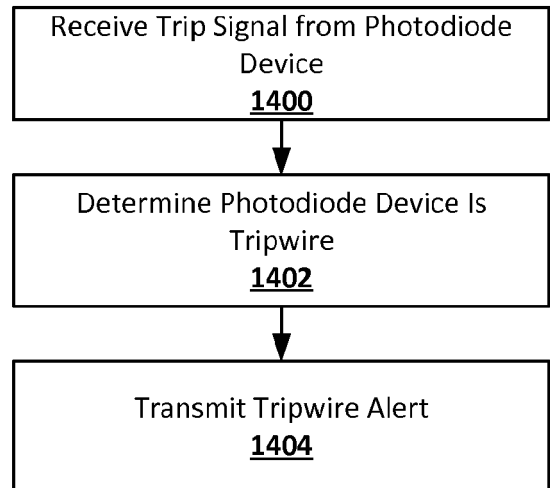 Receive Trip Signal from Photodiode
Device
1400
Determine Photodiode Device Is
Tripwire
1402
Transmit Tripwire Alert
1404